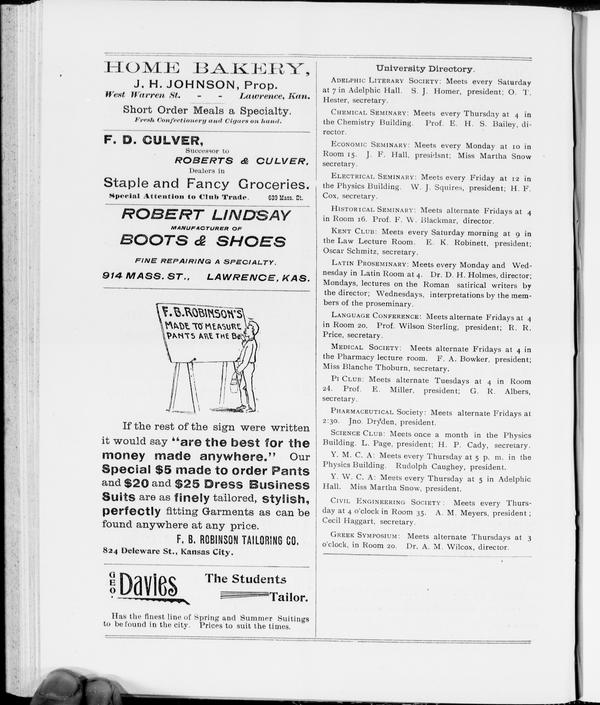 HOME BAKERY,
J. H. JOHNSON, Prop.
West Warren St. - - Lawrence, Kan.
Short Order Meals a Specialty.
Fresh Confectionery and Cigars on hand.
F. D. CULVER,
Successor to
ROBERTS & CULVER,
Dealers in
Staple and Fancy Groceries.
Special Attention to Club Trade. 639 Mass. St.
ROBERT LINDSAY
MANUFACTURER OF
BOOTS & SHOES
FINE REPAIRING A SPECIALTY.
914 MASS. ST., LAWRENCE, KAS.
F. B. ROBINSON'S
MADE TO MEASURE
PANTS ARE THE BE
If the rest of the sign were written
it would say "are the best for the
money made anywhere." Our
Special $5 made to order Pants
and $20 and $25 Dress Business
Suits are as finely tailored, stylish,
perfectly fitting Garments as can be
found anywhere at any price.
F. B. ROBINSON TAILORING CO.
824 Deleware St., Kansas City.
GEO. Davies The Students
Tailor.
Has the finest line of Spring and Summer Suitings
to be found in the city. Prices to suit the times.
University Directory.
ADELPHIC LITERARY SOCIETY: Meets every Saturday
at 7 in Adelphic Hall. S. J. Homer, president; O. T.
Hester, secretary.
CHEMICAL SEMINARY: Meets every Thursday at 4 in
the Chemistry Building. Prof. E. H. S. Bailey, di-
rector.
ECONOMIC SEMINARY: Meets every Monday at 10 in
Room 15. J. F. Hall, presidsnt; Miss Martha Snow
secretary.
ELECTRICAL SEMINARY: Meets every Friday at 12 in
the Physics Building. W. J. Squires, president; H. F.
Cox, secretary.
HISTORICAL SEMINARY: Meets alternate Fridays at 4
in Room 16. Prof. F. W. Blackmar, director.
KENT CLUB: Meets every Saturday morning at 9 in
the Law Lecture Room. E. K. Robinett, president;
Oscar Schmitz, secretary.
LATIN PROSEMINARY: Meets every Monday and Wed-
nesday in Latin Room at 4. Dr. D. H. Holmes, director;
Mondays, lectures on the Roman satirical writers by
the director; Wednesdays, interpretations by the mem-
bers of the proseminary.
LANGUAGE CONFERENCE: Meets alternate Fridays at 4
in Room 20. Prof. Wilson Sterling, president; R. R.
Price, secretary.
MEDICAL SOCIETY: Meets alternate Fridays at 4 in
the Pharmacy lecture room. F. A. Bowker, president;
Miss Blanche Thoburn, secretary.
PI CLUB: Meets alternate Tuesdays at 4 in Room
24. Prof. E. Miller, president; G. R. Albers,
secretary.
PHARMACEUTICAL Society: Meets alternate Fridays at
2:30. Jno. Dryden, president.
SCIENCE CLUB: Meets once a month in the Physics
Building. L. Page, president; H. P. Cady, secretary.
Y. M. C. A: Meets every Thursday at 5 p. m. in the
Physics Building. Rudolph Caughey, president.
Y. W. C. A: Meets every Thursday at 5 in Adelphic
Hall. Miss Martha Snow, president.
CIVIL ENGINEERING SOCIETY: Meets every Thurs-
day at 4 o'clock in Room 35. A. M. Meyers, president;
Cecil Haggart, secretary.
GREEK SYMPOSIUM: Meets alternate Thursdays at 3
o'clock, in Room 20. Dr. A. M. Wilcox, director.